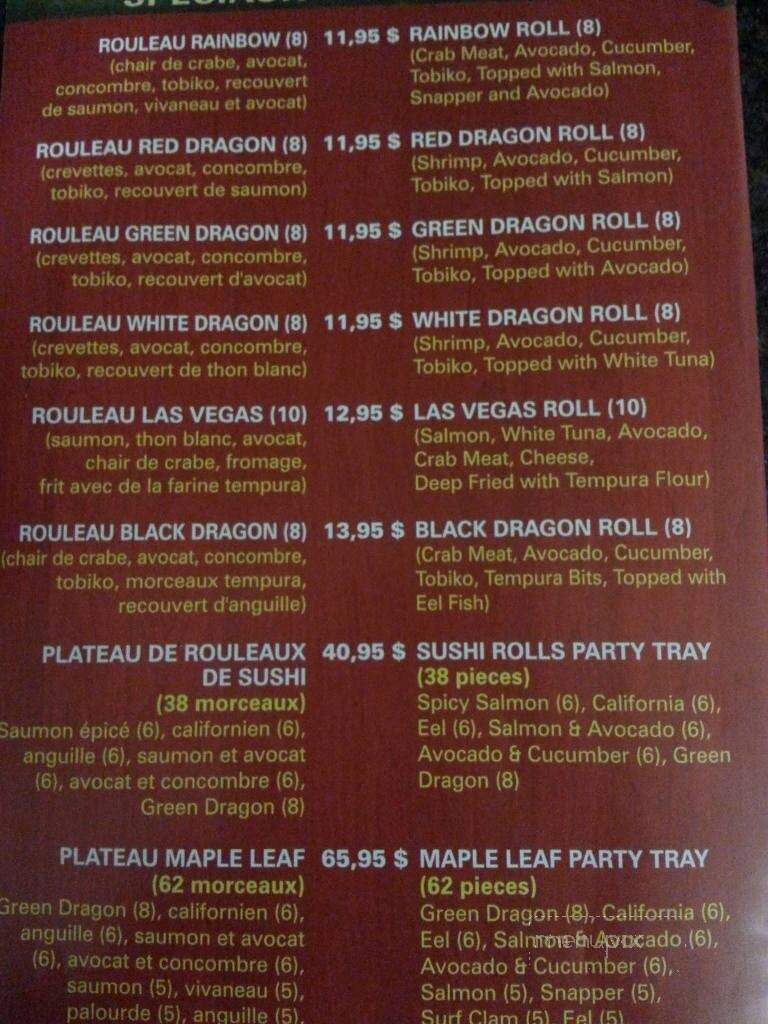 ROULEAU RAINBOW (8) 11,95 $ RAINBOW ROLL (8)
(chair de crabe, avocat, (Crab Meat, Avocado, Cucumber,
concombre, tobiko, recouvert Tobiko, Topped with Salmon,
de saumon, vivaneau et avocat) Snapper and Avocado)
ROULEAU RED DRAGON (8) 11,95 $ RED DRAGON ROLL (8)
(crevettes, avocat, concombre, (Shrimp, Avocado, Cucumber,
tobiko, recouvert de saumon) Tobiko, Topped with Salmon)
ROULEAU GREEN DRAGON (8) 11,95 $ GREEN DRAGON ROLL (8)
(crevettes, avocat, concombre, (Shrimp, Avocado, Cucumber,
tobiko, recouvert d'avocat) Tobiko, Topped with Avocado)
ROULEAU WHITE DRAGON (8) 11,95 $ WHITE DRAGON ROLL (8)
(crevettes, avocat, concombre, (Shrimp, Avocado, Cucumber,
tobiko, recouvert de thon blanc) Tobiko, Topped with White Tuna)
ROULEAU LAS VEGAS (10) 12,95 $ LAS VEGAS ROLL (10)
(saumon, thon blanc, avocat, (Salmon, White Tuna, Avocado,
chair de crabe, fromage, Crab Meat, Cheese,
frit avec de la farine tempura) Deep Fried with Tempura Flour)
ROULEAU BLACK DRAGON (8) 13,95 $ BLACK DRAGON ROLL (8)
(chair de crabe, avocat, concombre, (Crab Meat, Avocado, Cucumber,
tobiko, morceaux tempura, Tobiko, Tempura Bits, Topped with
recouvert d'anguille) Eel Fish)
PLATEAU DE ROULEAUX 40,95 $ SUSHI ROLLS PARTY TRAY
DE SUSHI (38 pieces)
(38 morceaux) Spicy Salmon (6), California (6),
Saumon épicé (6), californien (6), Eel (6), Salmon & Avocado (6),
anguille (6), saumon et avocat Avocado & Cucumber (6), Green
(6), avocat et concombre (6), Dragon (8)
Green Dragon (8)
PLATEAU MAPLE LEAF 65,95 $ MAPLE LEAF PARTY TRAY
(62 morceaux) (62 pieces)
Green Dragon (8), californien (6), Green Dragon (8), California (6),
anguille (6), saumon et avocat Eel (6), Salmon & Avocado (6),
(6), avocat et concombre (6), Avocado & Cucumber (6),
saumon (5), vivaneau (5), Salmon (5), Snapper (5),
palourde (5), anguille (5), Surf Clam (5), Eel (5)
menupix